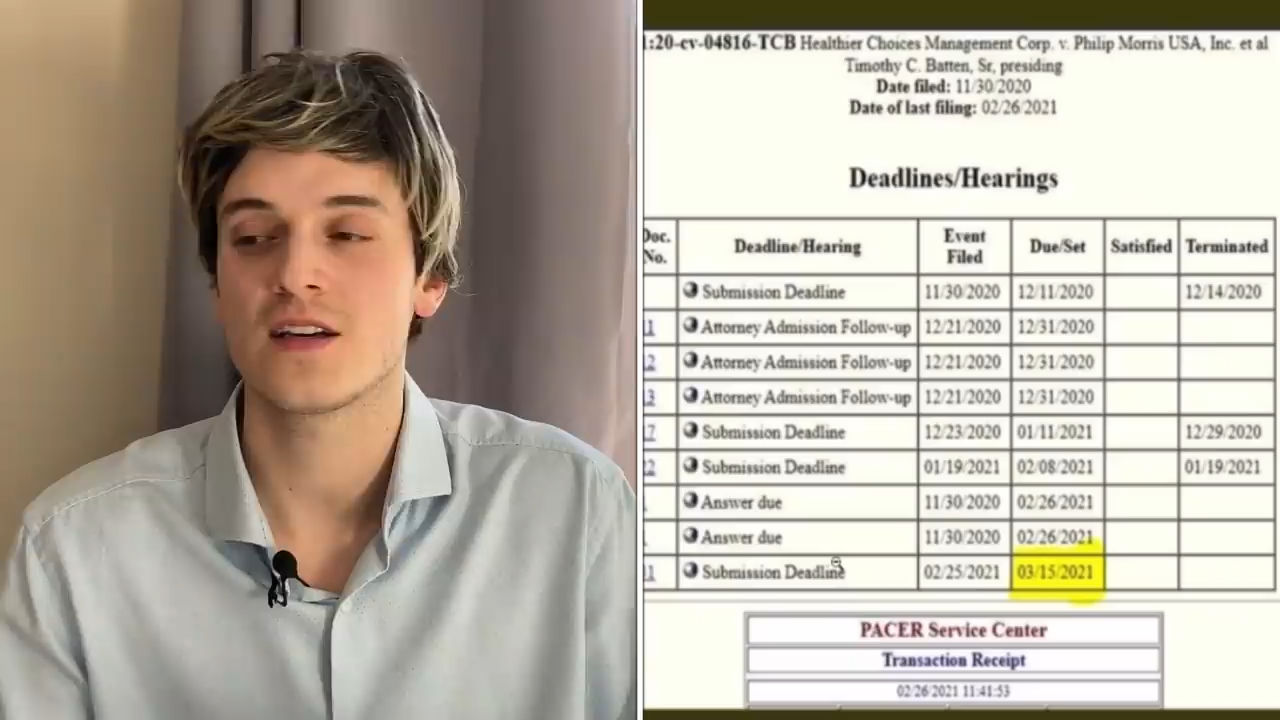 1:20-cv-04816-TCB Healthier Choices Management Corp. v. Philip Morris USA, Inc. et al
Timothy C. Batten, Sr, presiding
Date filed: 11/30/2020
Date of last filing: 02/26/2021
Deadlines/Hearings
Doc. No. Deadline/Hearing Event Filed Due/Set Satisfied Terminated
Submission Deadline 11/30/2020 12/11/2020 12/14/2020
Attorney Admission Follow-up 12/21/2020 12/31/2020
Attorney Admission Follow-up 12/21/2020 12/31/2020
Attorney Admission Follow-up 12/21/2020 12/31/2020
Submission Deadline 12/23/2020 01/11/2021 12/29/2020
Submission Deadline 01/19/2021 02/08/2021 01/19/2021
Answer due 11/30/2020 02/26/2021
Answer due 11/30/2020 02/26/2021
Submission Deadline 02/25/2021 03/15/2021
PACER Service Center
Transaction Receipt
02/26/2021 11:41:53